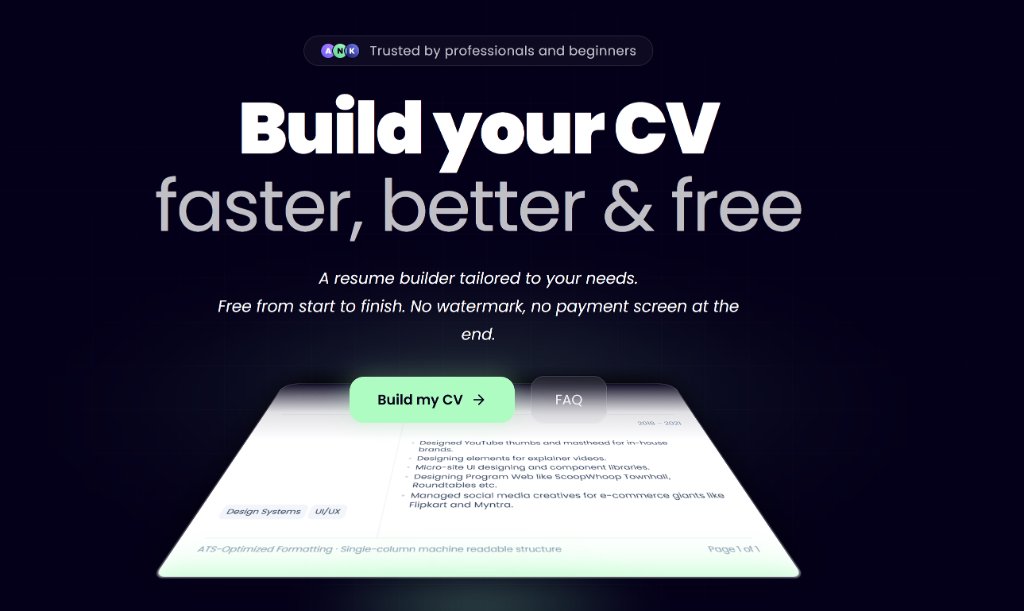 A N K Trusted by professionals and beginners
Build your CV
faster, better & free
A resume builder tailored to your needs.
Free from start to finish. No watermark, no payment screen at the
end.
Build my CV →
FAQ
2019 - 2021
Designed YouTube thumbs and masthead for in-house
brands.
Designing elements for explainer videos.
Micro-site UI designing and component libraries.
Designing Program Web like ScoopWhoop Townhall,
Roundtables etc.
Managed social media creatives for e-commerce giants like
Flipkart and Myntra.
Design Systems UI/UX
ATS-Optimized Formatting · Single-column machine readable structure
Page 1 of 1